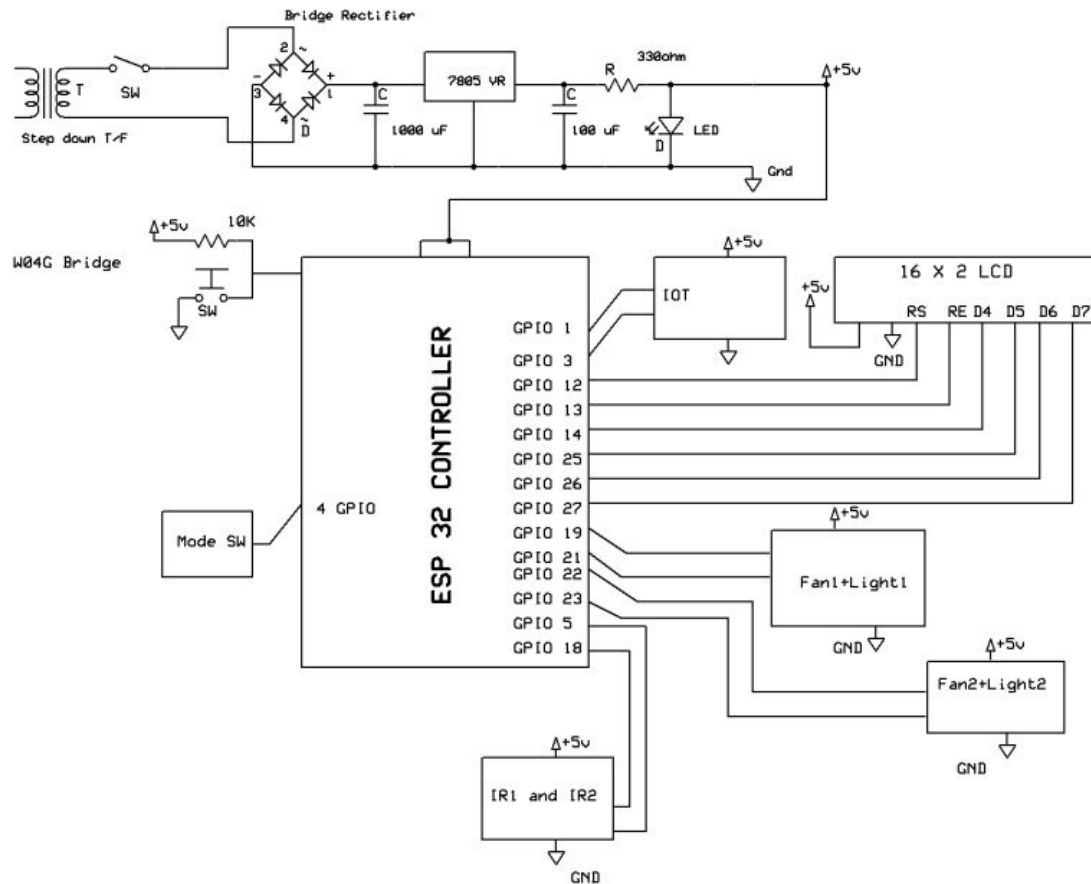 Bridge Rectifier
2 ~
- +
3 1
4 ~
D
T
SW
Step down T/F
C
1000 uF
7805 VR
C
100 uF
R
330ohm
D
LED
+5v
Gnd
+5v
10K
W04G Bridge
SW
ESP 32 CONTROLLER
4 GPIO
Mode SW
GPIO 1
GPIO 3
GPIO 12
GPIO 13
GPIO 14
GPIO 25
GPIO 26
GPIO 27
GPIO 19
GPIO 21
GPIO 22
GPIO 23
GPIO 5
GPIO 18
+5v
IOT
16 X 2 LCD
+5v
RS RE D4 D5 D6 D7
GND
+5v
Fan1+Light1
GND
+5v
Fan2+Light2
GND
+5v
IR1 and IR2
GND